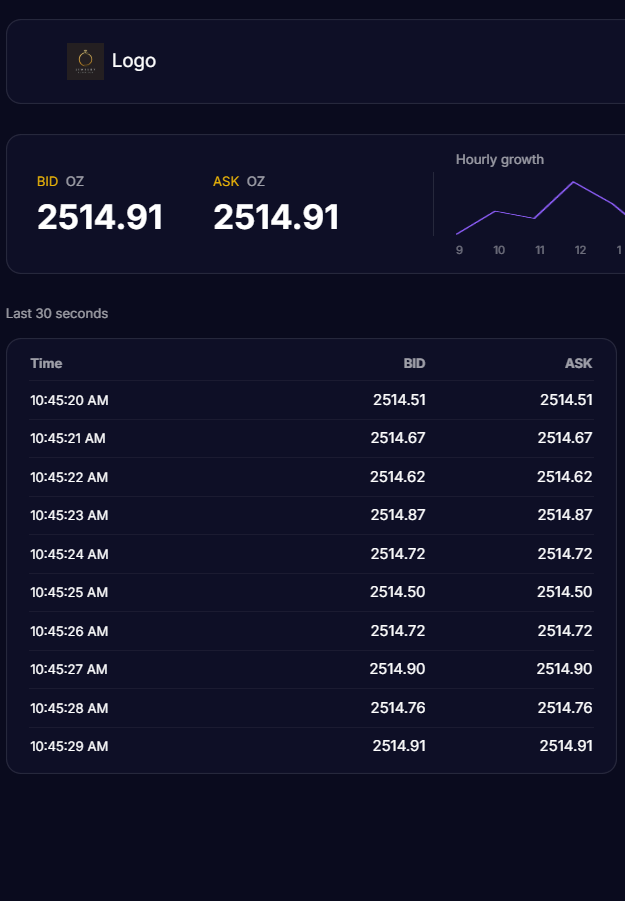 Logo
BID OZ
2514.91
ASK OZ
2514.91
Hourly growth
9 10 11 12 1
Last 30 seconds
Time BID ASK
10:45:20 AM 2514.51 2514.51
10:45:21 AM 2514.67 2514.67
10:45:22 AM 2514.62 2514.62
10:45:23 AM 2514.87 2514.87
10:45:24 AM 2514.72 2514.72
10:45:25 AM 2514.50 2514.50
10:45:26 AM 2514.72 2514.72
10:45:27 AM 2514.90 2514.90
10:45:28 AM 2514.76 2514.76
10:45:29 AM 2514.91 2514.91